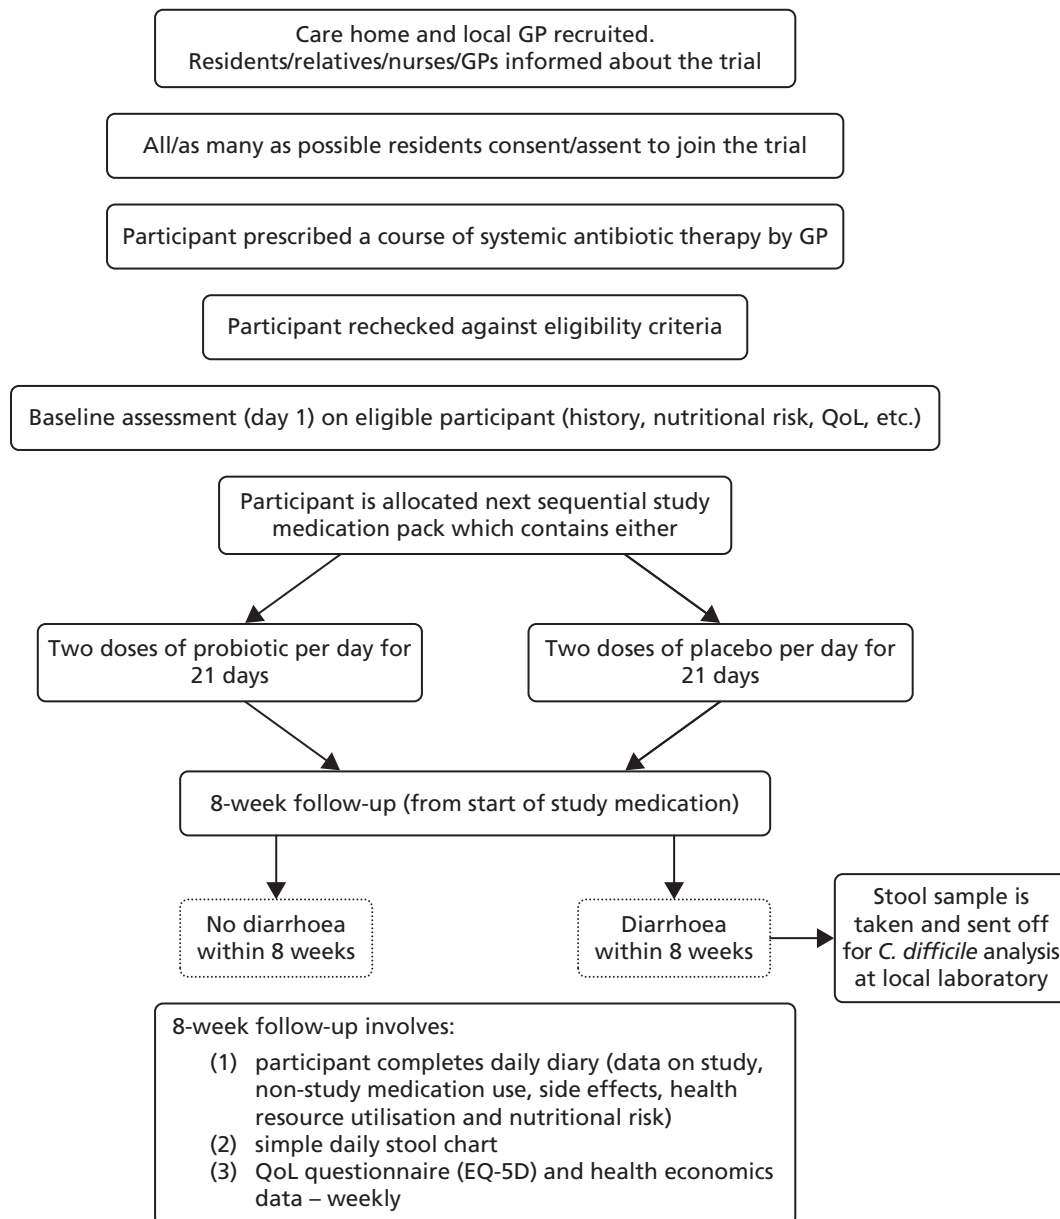 Care home and local GP recruited.
Residents/relatives/nurses/GPs informed about the trial
All/as many as possible residents consent/assent to join the trial
Participant prescribed a course of systemic antibiotic therapy by GP
Participant rechecked against eligibility criteria
Baseline assessment (day 1) on eligible participant (history, nutritional risk, QoL, etc.)
Participant is allocated next sequential study
medication pack which contains either
Two doses of probiotic per day for
21 days
Two doses of placebo per day for
21 days
8-week follow-up (from start of study medication)
No diarrhoea
within 8 weeks
Diarrhoea
within 8 weeks
Stool sample is
taken and sent off
for C. difficile analysis
at local laboratory
8-week follow-up involves:
(1) participant completes daily diary (data on study,
non-study medication use, side effects, health
resource utilisation and nutritional risk)
(2) simple daily stool chart
(3) QoL questionnaire (EQ-5D) and health economics
data – weekly